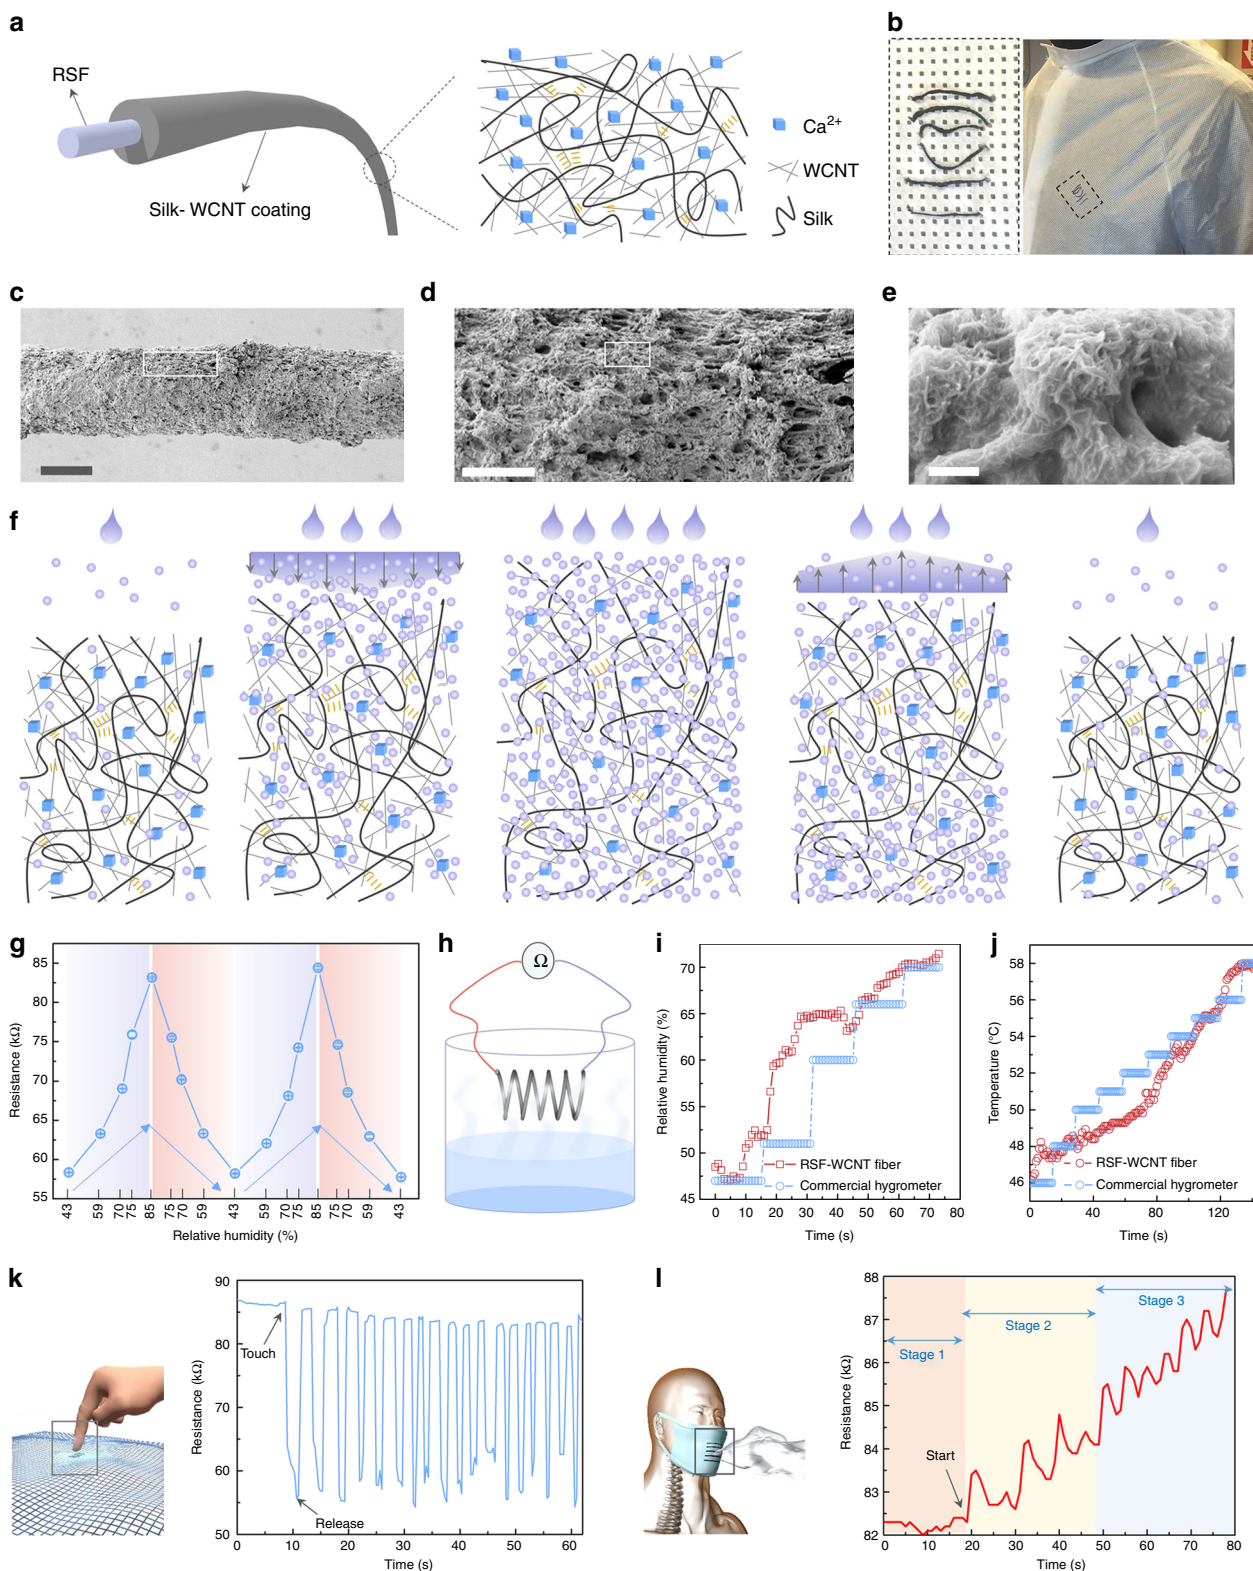 a
RSF
Silk- WCNT coating
Ca²⁺
WCNT
Silk
b
c
d
e
f
g
Resistance (kΩ)
85
80
75
70
65
60
55
43
59
70
75
85
75
70
59
43
59
70
75
85
75
70
59
43
Relative humidity (%)
h
Ω
i
Relative humidity (%)
70
65
60
55
50
45
RSF-WCNT fiber
Commercial hygrometer
0
10
20
30
40
50
60
70
80
Time (s)
j
Temperature (°C)
58
56
54
52
50
48
46
RSF-WCNT fiber
Commercial hygrometer
0
40
80
120
Time (s)
k
Resistance (kΩ)
90
80
70
60
50
Touch
Release
0
10
20
30
40
50
60
Time (s)
l
Resistance (kΩ)
88
87
86
85
84
83
82
Stage 1
Stage 2
Stage 3
Start
0
10
20
30
40
50
60
70
80
Time (s)